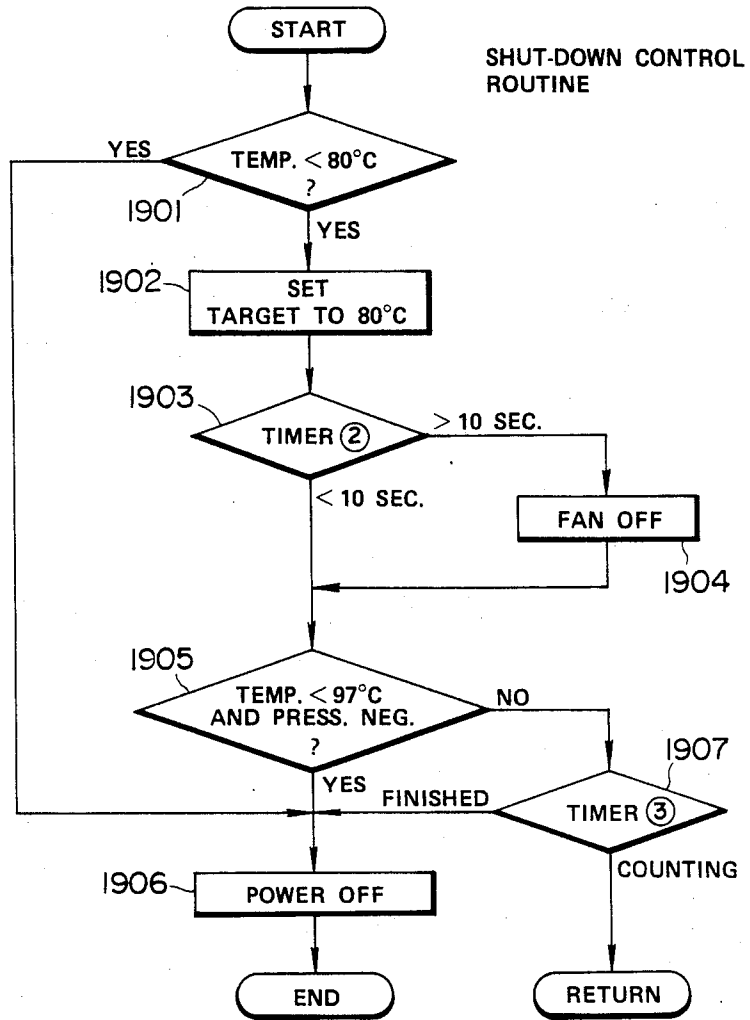 START
SHUT-DOWN CONTROL
ROUTINE
YES
TEMP. < 80°C
?
1901
YES
1902
SET
TARGET TO 80°C
1903
TIMER ②
> 10 SEC.
< 10 SEC.
FAN OFF
1904
1905
TEMP. < 97°C
AND PRESS. NEG.
?
NO
1907
YES
FINISHED
TIMER ③
COUNTING
1906
POWER OFF
END
RETURN